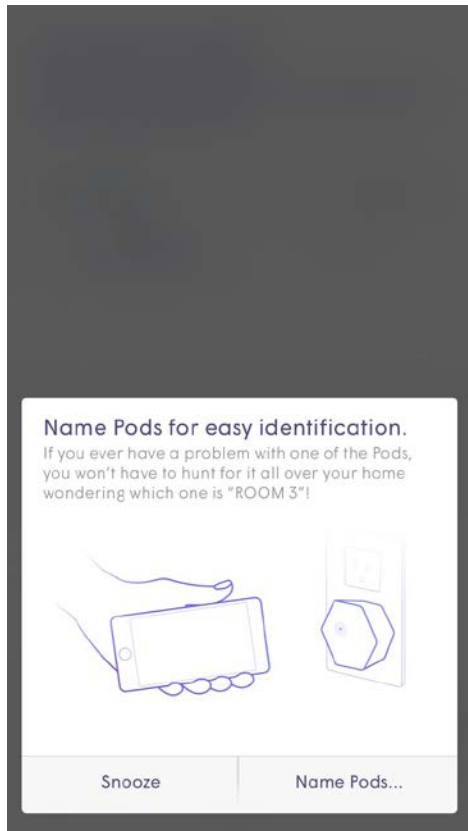 Name Pods for easy identification.
If you ever have a problem with one of the Pods,
you won't have to hunt for it all over your home
wondering which one is "ROOM 3"!
Snooze
Name Pods...